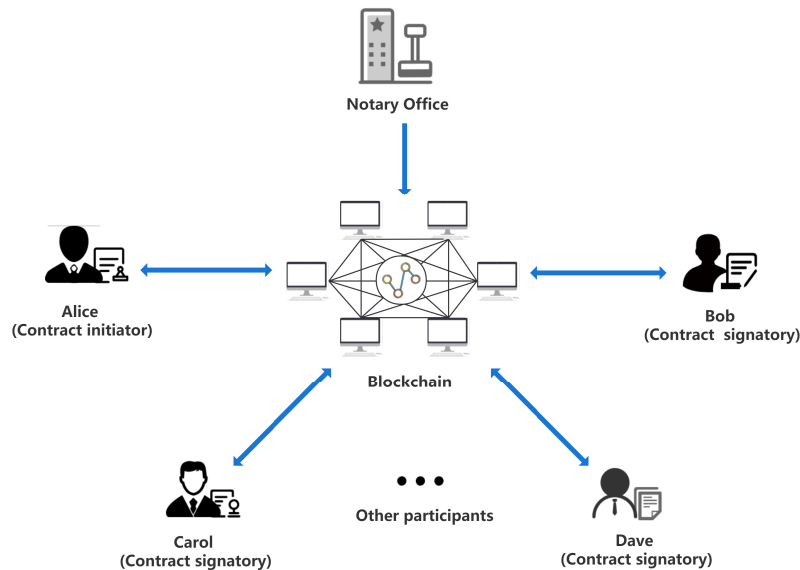 Notary Office
Alice
(Contract initiator)
Bob
(Contract signatory)
Blockchain
Carol
(Contract signatory)
Other participants
Dave
(Contract signatory)